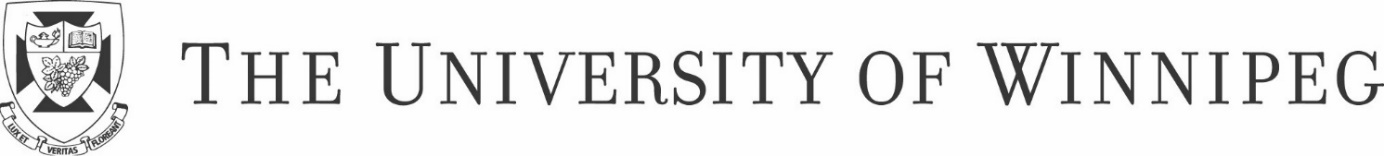 THE UNIVERSITY OF WINNIPEG
LUX ET VERITAS FLOREANT